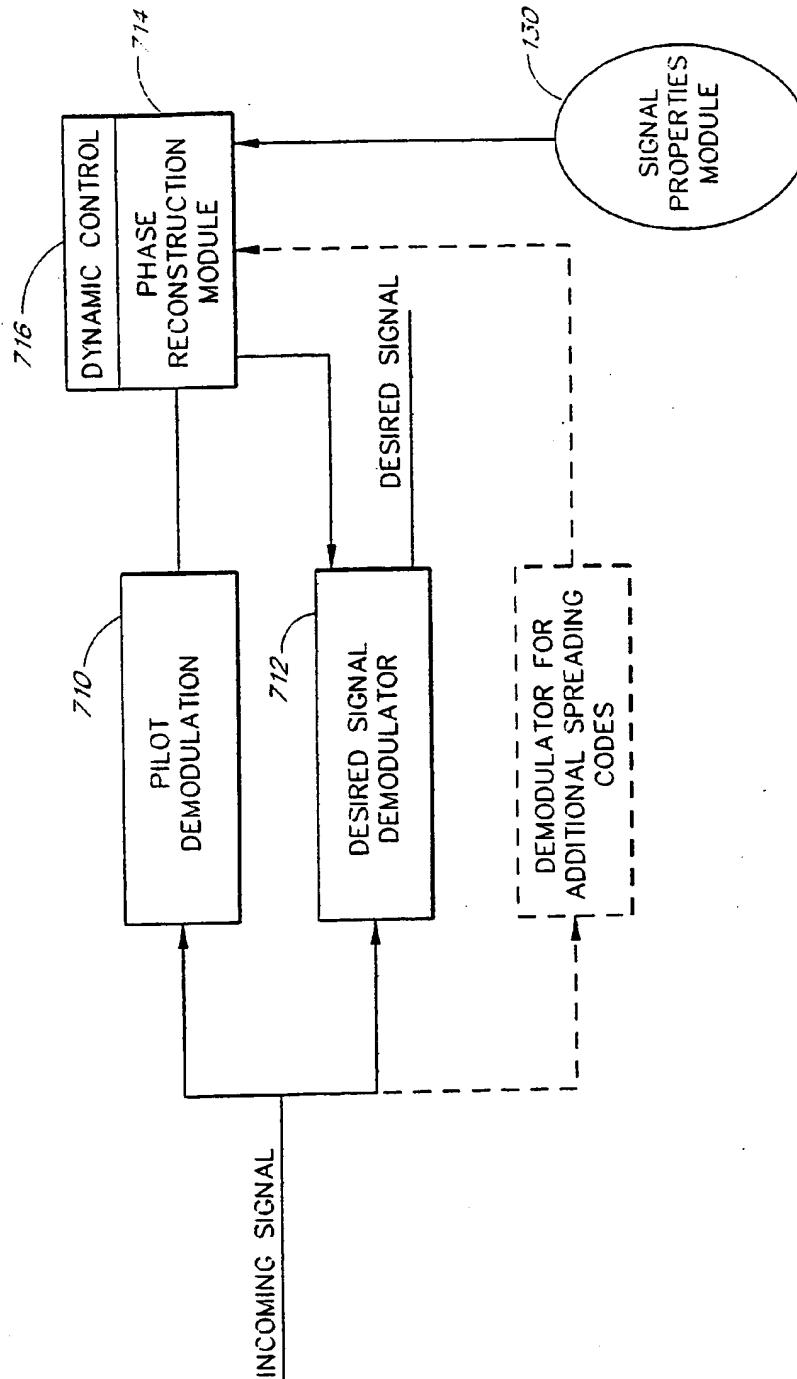 INCOMING SIGNAL
710
PILOT
DEMODULATION
712
DESIRED SIGNAL
DEMODULATOR
DEMODULATOR FOR
ADDITIONAL SPREADING
CODES
716
DYNAMIC CONTROL
714
PHASE
RECONSTRUCTION
MODULE
DESIRED SIGNAL
130
SIGNAL
PROPERTIES
MODULE